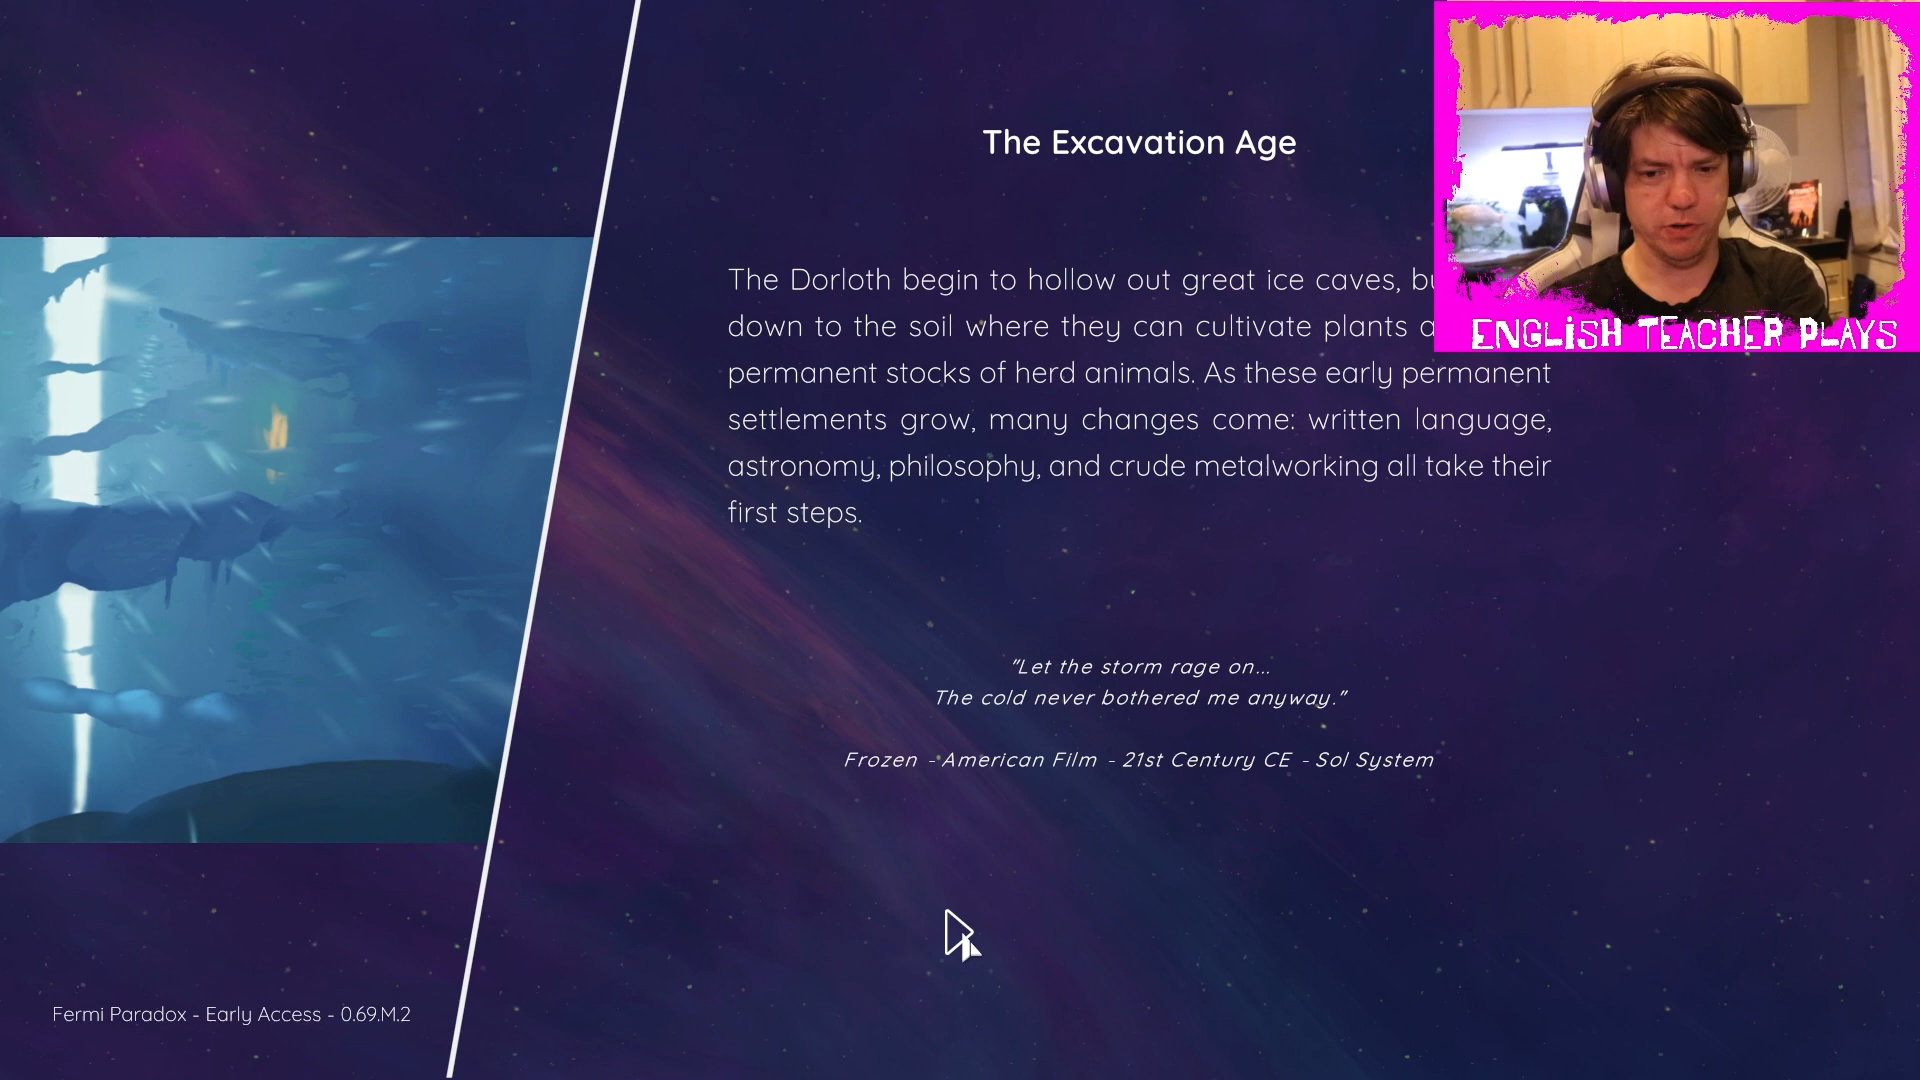 The Excavation Age
The Dorloth begin to hollow out great ice caves,
down to the soil where they can cultivate plants
permanent stocks of herd animals. As these early permanent
settlements grow, many changes come: written language,
astronomy, philosophy, and crude metalworking all take their
first steps.
"Let the storm rage on...
The cold never bothered me anyway."
Frozen - American Film - 21st Century CE - Sol System
ENGLISH TEACHER PLAYS
Fermi Paradox - Early Access - 0.69.M.2